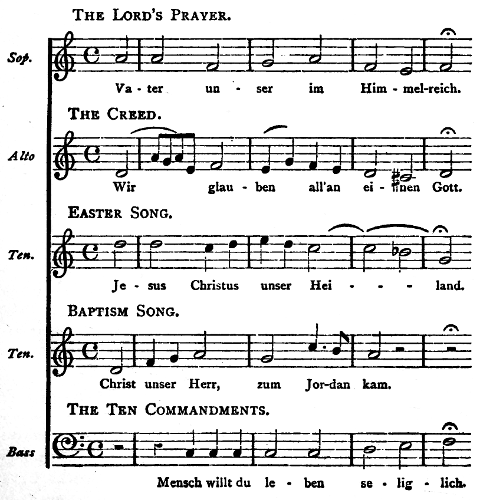 THE LORD'S PRAYER.
Sop.
Va - ter un - ser im Him - mel-reich.
THE CREED.
Alto
Wir glau - ben all'an ei - nen Gott.
EASTER SONG.
Ten.
Je - sus Christus unser Hei - - - land.
BAPTISM SONG.
Ten.
Christ unser Herr, zum Jor-dan kam.
THE TEN COMMANDMENTS.
Bass
Mensch willt du le - ben se - lig - lich.